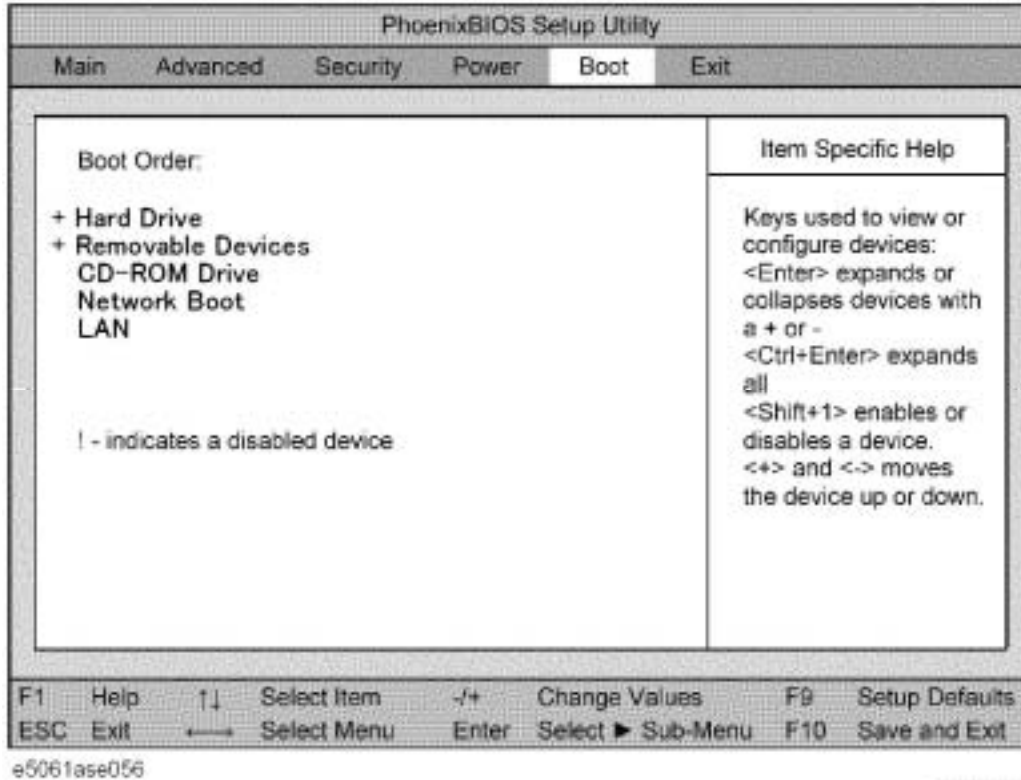 PhoenixBIOS Setup Utility
Main Advanced Security Power Boot Exit
Boot Order:
+ Hard Drive
+ Removable Devices
CD-ROM Drive
Network Boot
LAN
! - indicates a disabled device
Item Specific Help
Keys used to view or
configure devices:
<Enter> expands or
collapses devices with
a + or -
<Ctrl+Enter> expands
all
<Shift+1> enables or
disables a device.
<+> and <-> moves
the device up or down.
F1 Help ↑↓ Select Item -/+ Change Values F9 Setup Defaults
ESC Exit ←→ Select Menu Enter Select ► Sub-Menu F10 Save and Exit
e5061ase056